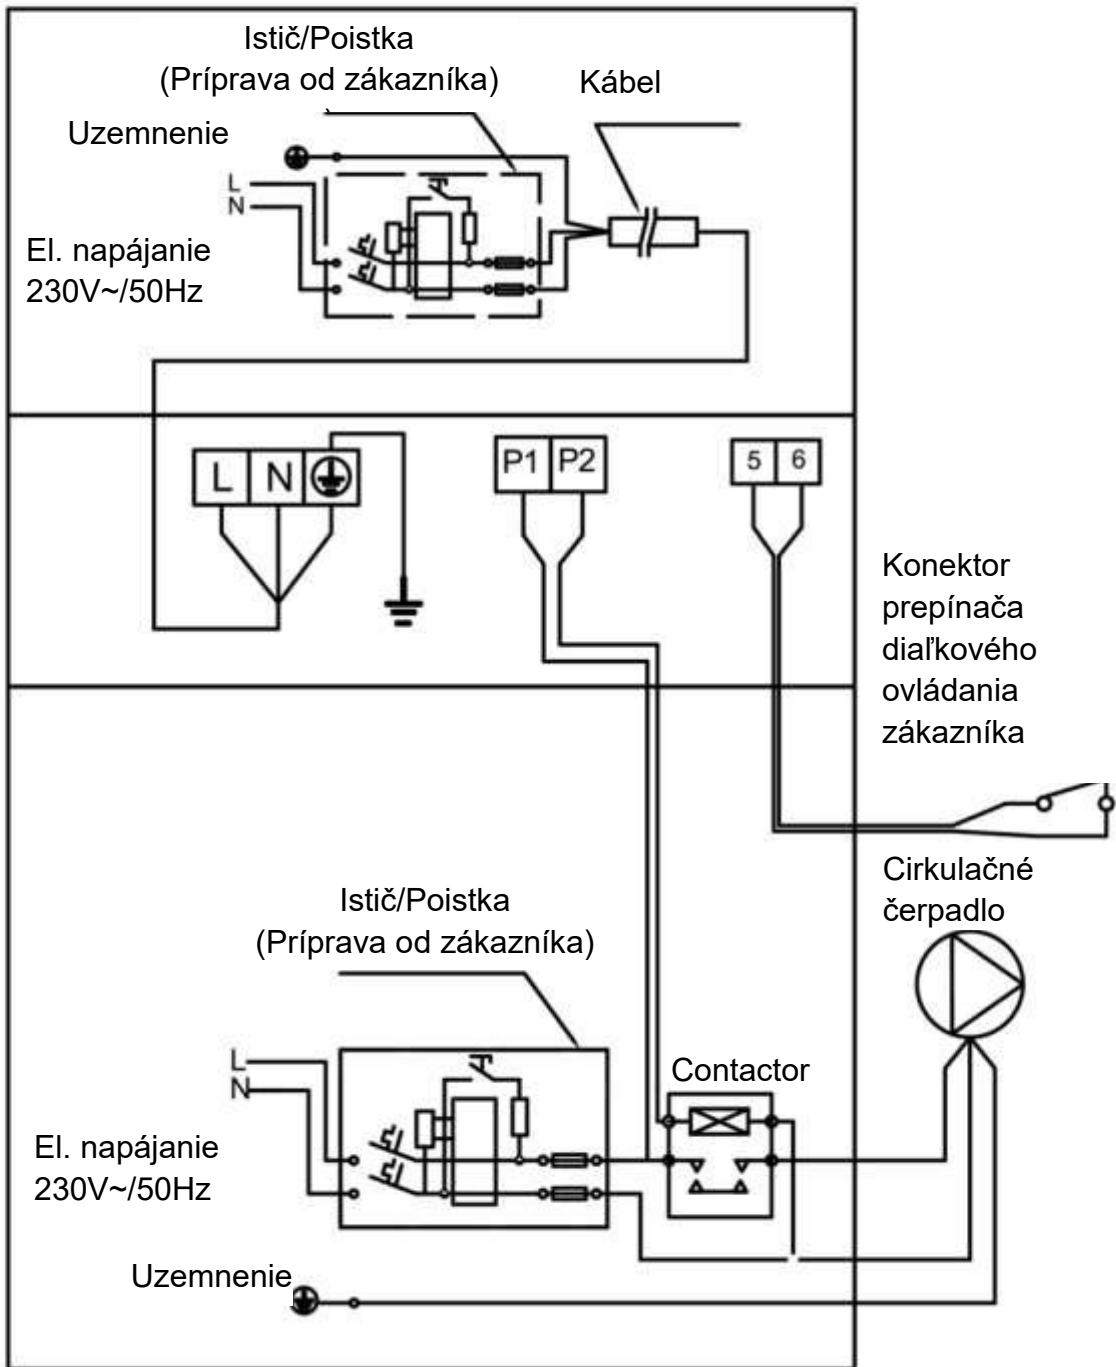 Istič/Poistka
(Príprava od zákazníka)
Kábel
Uzemnenie
L
N
El. napájanie
230V~/50Hz
L N
P1 P2
5 6
Konektor
prepínača
diaľkového
ovládania
zákazníka
Cirkulačné
čerpadlo
Istič/Poistka
(Príprava od zákazníka)
Contactor
L
N
El. napájanie
230V~/50Hz
Uzemnenie